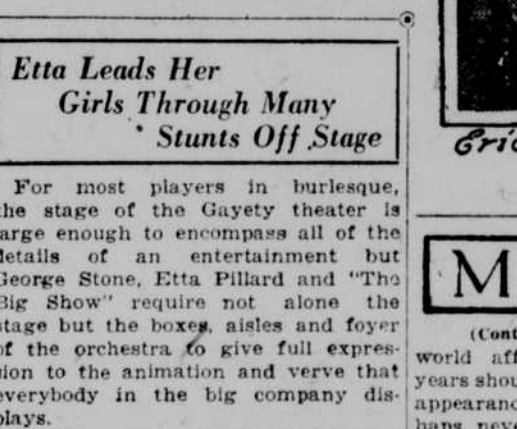 Etta Leads Her
Girls Through Many
Stunts Off Stage
For most players in burlesque,
the stage of the Gayety theater is
arge enough to encompass all of the
details of an entertainment but
George Stone, Etta Pillard and "The
Big Show" require not alone the
stage but the boxes, aisles and foyer
of the orchestra to give full expres-
sion to the animation and verve that
everybody in the big company dis-
plays.
Eric
M
(Cont
world aff
years shou
appearanc
haps neve